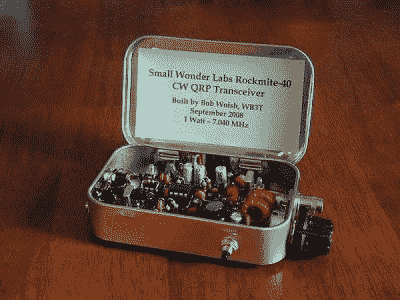 Small Wonder Labs Rockmite-40
CW QRP Transceiver
Built by Bob Welsh, WB3T
September 2008
1 Watt – 7.040 MHz